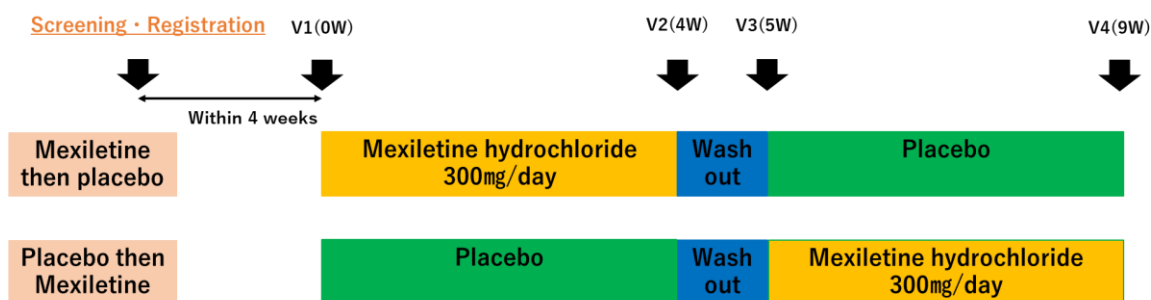 Screening・Registration
V1(0W)
V2(4W)
V3(5W)
V4(9W)
Within 4 weeks
Mexiletine
then placebo
Mexiletine hydrochloride
300㎎/day
Wash
out
Placebo
Placebo then
Mexiletine
Placebo
Wash
out
Mexiletine hydrochloride
300㎎/day